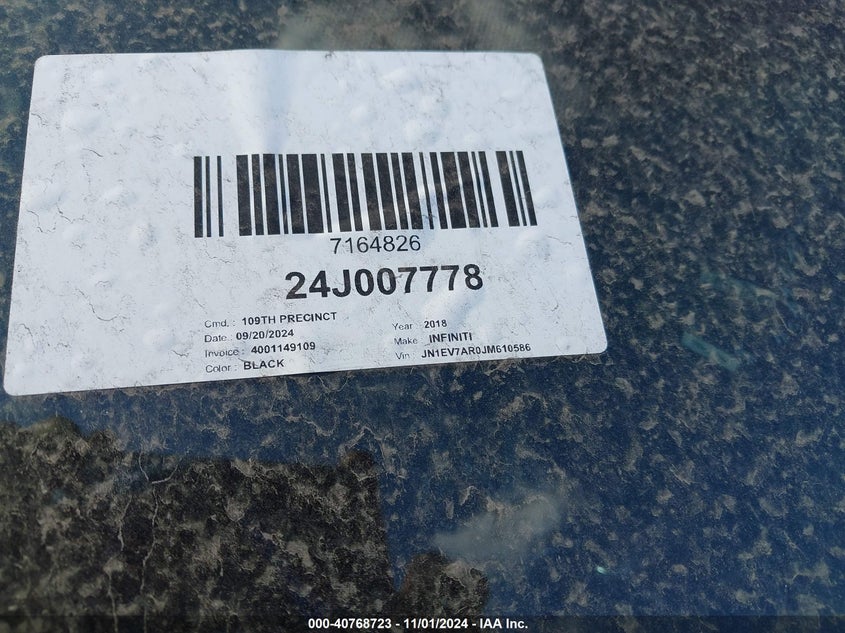 7164826
24J007778
Cmd. : 109TH PRECINCT
Date : 09/20/2024
Invoice : 4001149109
Color : BLACK
Year : 2018
Make : INFINITI
Vin : JN1EV7AR0JM610586
000-40768723 - 11/01/2024 - IAA Inc.